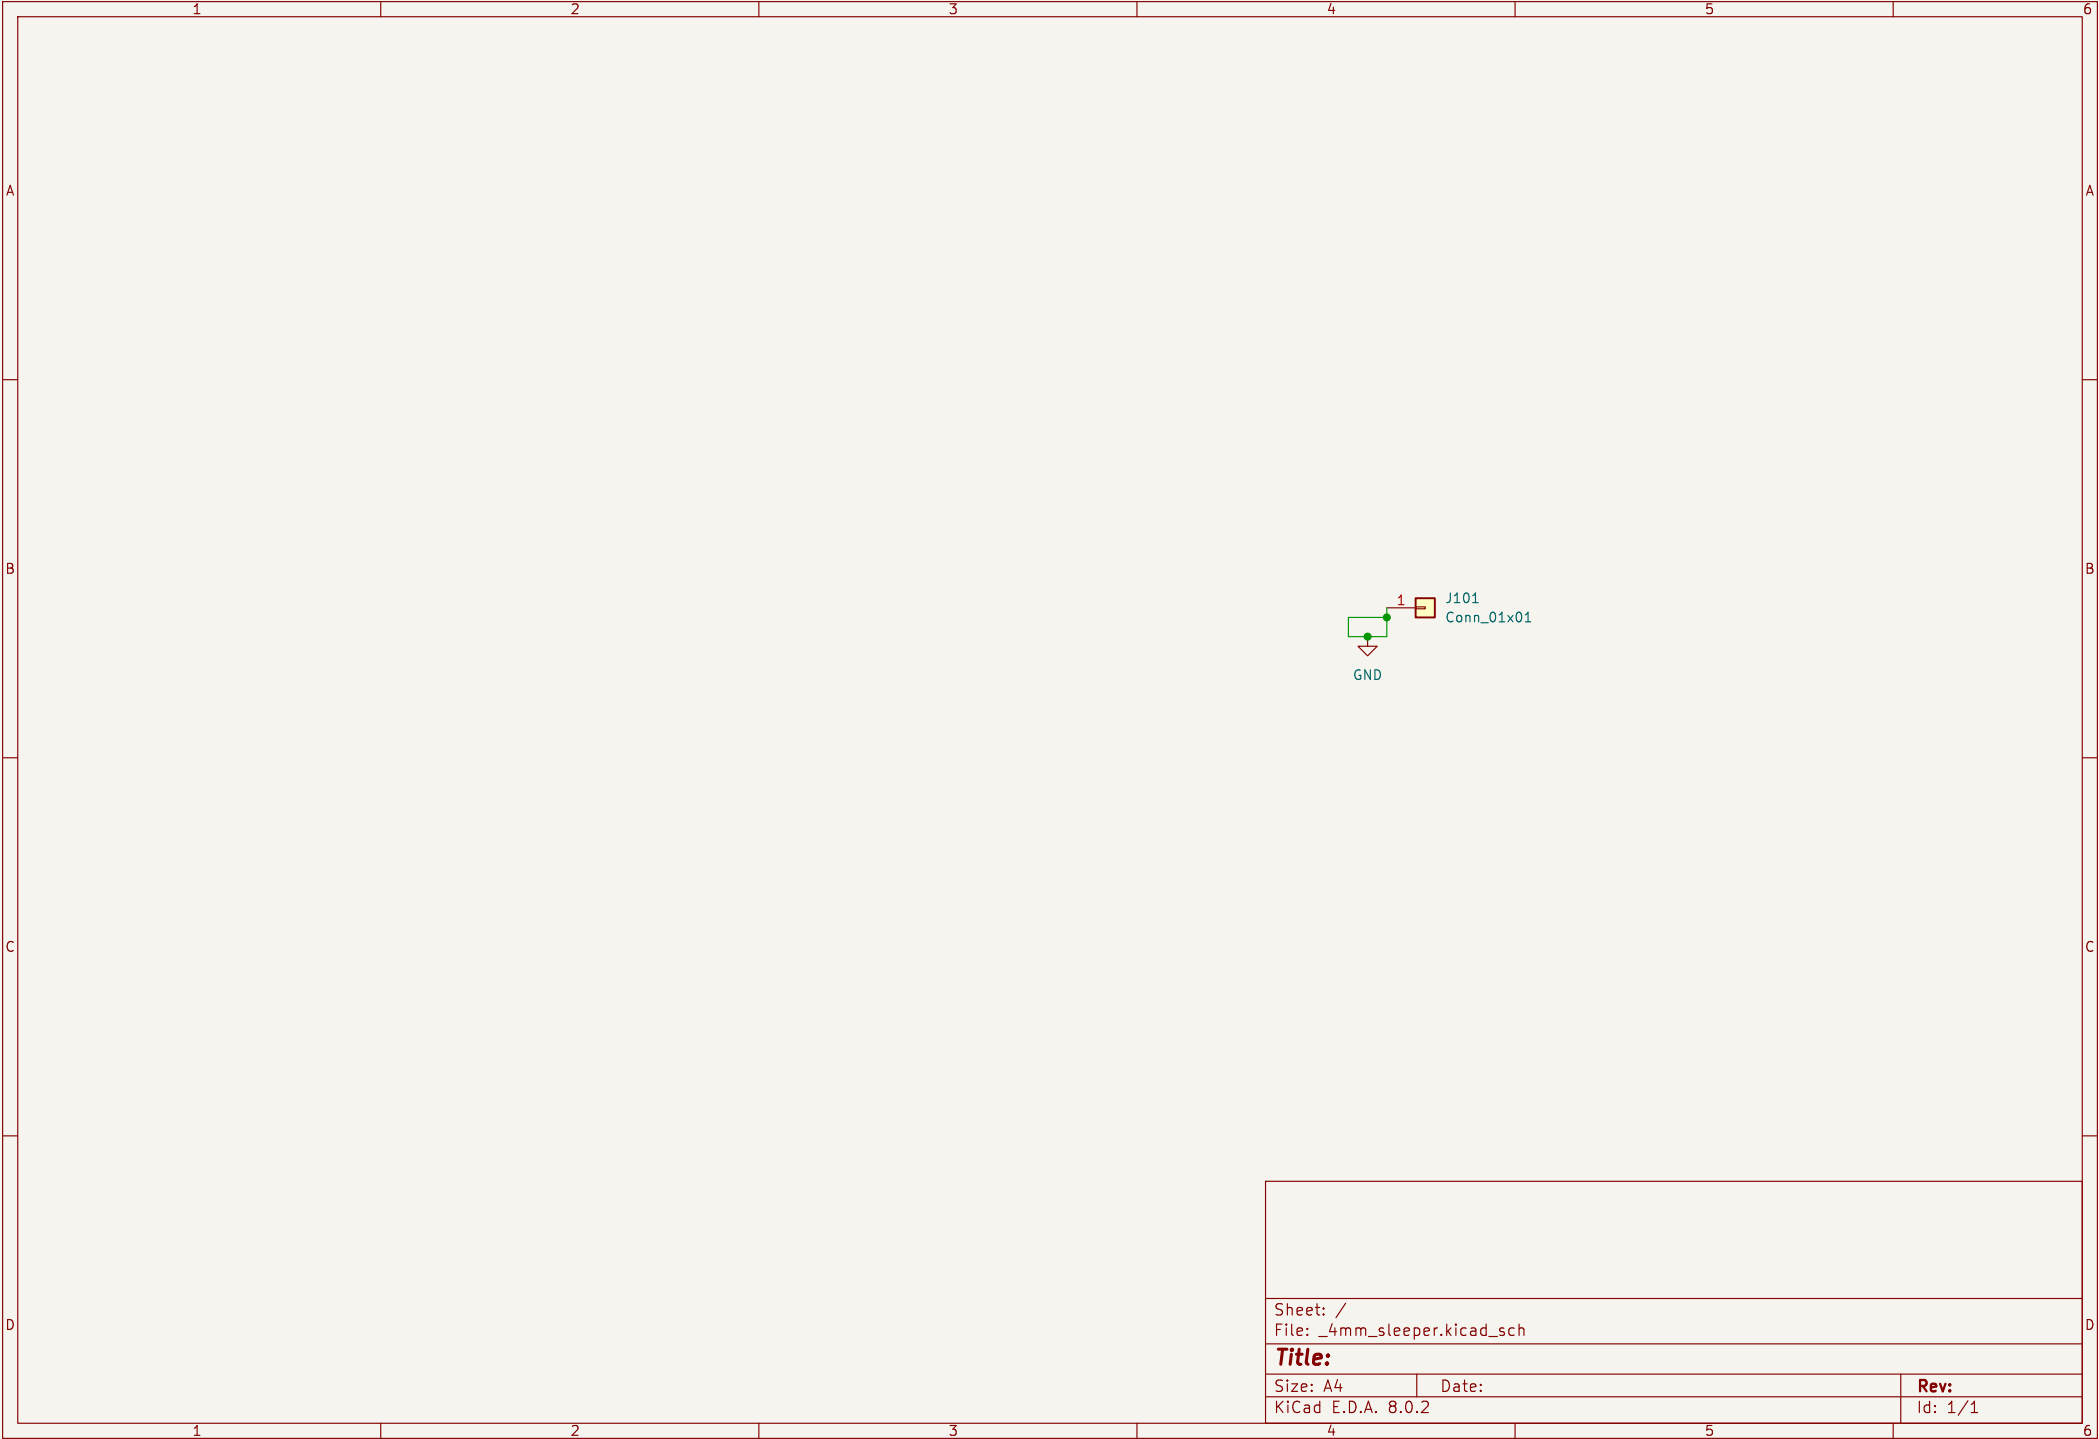 1 2 3 4 5 6
A A
B B
1
J101
Conn_01x01
GND
C C
Sheet: /
File: _4mm_sleeper.kicad_sch
D D
Title:
Size: A4 Date: Rev:
KiCad E.D.A. 8.0.2 Id: 1/1
1 2 3 4 5 6